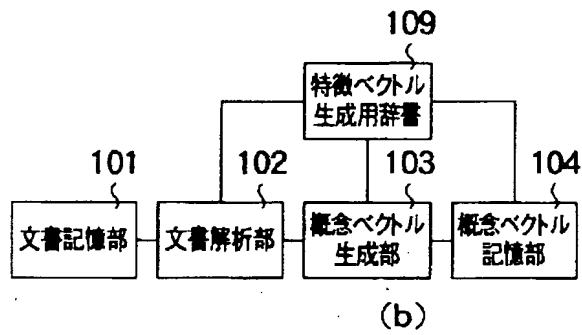 109
特徴ベクトル
生成用辞書
101
102
103
104
文書記憶部
文書解析部
概念ベクトル
生成部
概念ベクトル
記憶部
(b)